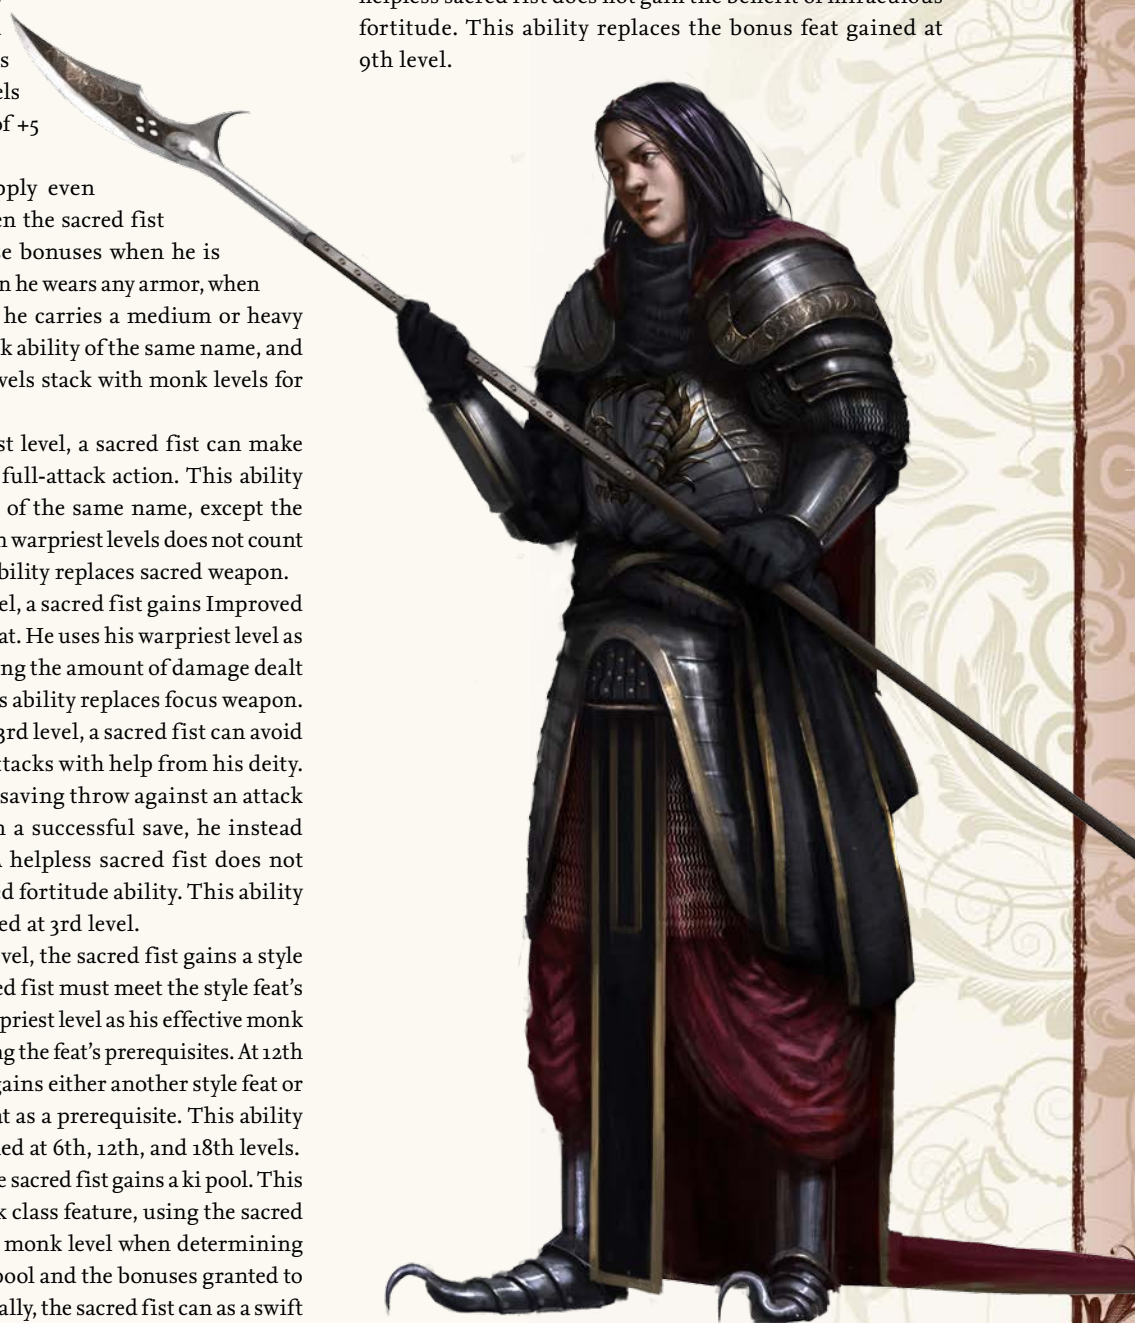 s
els
of +5
pply even
en the sacred fist
se bonuses when he is
n he wears any armor, when
he carries a medium or heavy
k ability of the same name, and
vels stack with monk levels for
st level, a sacred fist can make
full-attack action. This ability
of the same name, except the
n warpriest levels does not count
bility replaces sacred weapon.
el, a sacred fist gains Improved
at. He uses his warpriest level as
ng the amount of damage dealt
s ability replaces focus weapon.
3rd level, a sacred fist can avoid
ttacks with help from his deity.
saving throw against an attack
n a successful save, he instead
A helpless sacred fist does not
ed fortitude ability. This ability
ed at 3rd level.
vel, the sacred fist gains a style
ed fist must meet the style feat's
priest level as his effective monk
ng the feat's prerequisites. At 12th
gains either another style feat or
at as a prerequisite. This ability
ed at 6th, 12th, and 18th levels.
e sacred fist gains a ki pool. This
k class feature, using the sacred
monk level when determining
pool and the bonuses granted to
ally, the sacred fist can as a swift
helpless sacred fist does not gain the benefit of miraculous
fortitude. This ability replaces the bonus feat gained at
9th level.